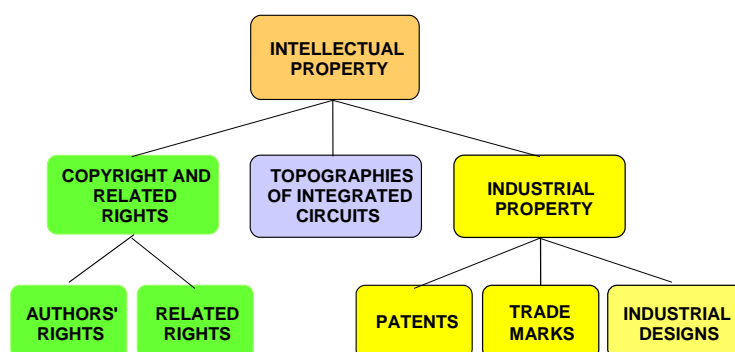 INTELLECTUAL
PROPERTY
COPYRIGHT AND
RELATED
RIGHTS
TOPOGRAPHIES
OF INTEGRATED
CIRCUITS
INDUSTRIAL
PROPERTY
AUTHORS'
RIGHTS
RELATED
RIGHTS
PATENTS
TRADE
MARKS
INDUSTRIAL
DESIGNS